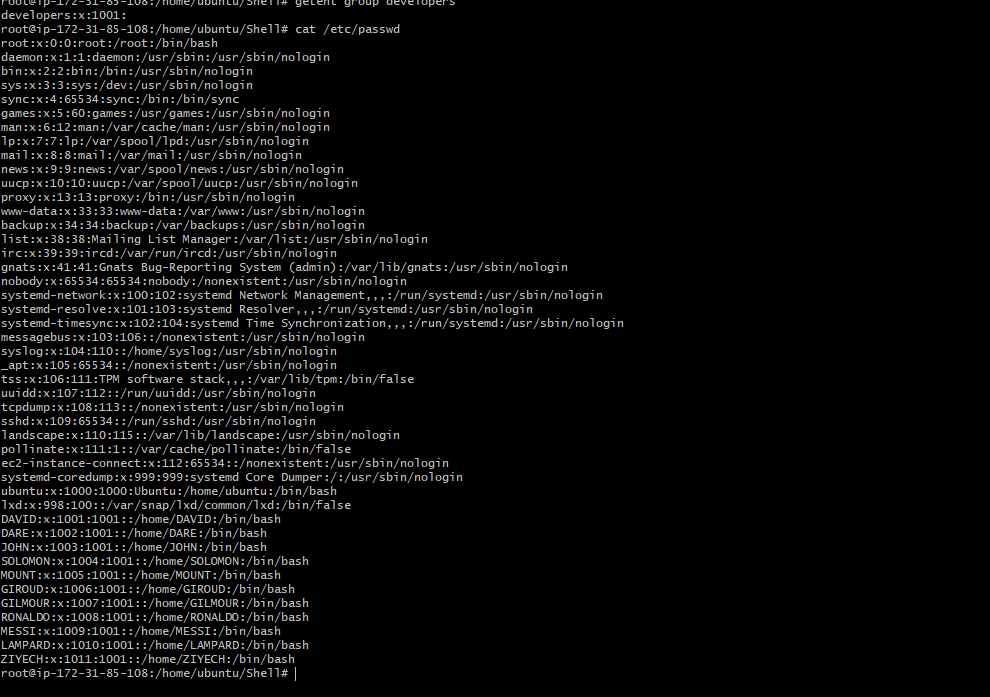 root@ip-172-31-85-108:/home/ubuntu/Shell# getent group developers
developers:x:1001:
root@ip-172-31-85-108:/home/ubuntu/Shell# cat /etc/passwd
root:x:0:0:root:/root:/bin/bash
daemon:x:1:1:daemon:/usr/sbin:/usr/sbin/nologin
bin:x:2:2:bin:/bin:/usr/sbin/nologin
sys:x:3:3:sys:/dev:/usr/sbin/nologin
sync:x:4:65534:sync:/bin:/bin/sync
games:x:5:60:games:/usr/games:/usr/sbin/nologin
man:x:6:12:man:/var/cache/man:/usr/sbin/nologin
lp:x:7:7:lp:/var/spool/lpd:/usr/sbin/nologin
mail:x:8:8:mail:/var/mail:/usr/sbin/nologin
news:x:9:9:news:/var/spool/news:/usr/sbin/nologin
uucp:x:10:10:uucp:/var/spool/uucp:/usr/sbin/nologin
proxy:x:13:13:proxy:/bin:/usr/sbin/nologin
www-data:x:33:33:www-data:/var/www:/usr/sbin/nologin
backup:x:34:34:backup:/var/backups:/usr/sbin/nologin
list:x:38:38:Mailing List Manager:/var/list:/usr/sbin/nologin
irc:x:39:39:ircd:/var/run/ircd:/usr/sbin/nologin
gnats:x:41:41:Gnats Bug-Reporting System (admin):/var/lib/gnats:/usr/sbin/nologin
nobody:x:65534:65534:nobody:/nonexistent:/usr/sbin/nologin
systemd-network:x:100:102:systemd Network Management,,,:/run/systemd:/usr/sbin/nologin
systemd-resolve:x:101:103:systemd Resolver,,,:/run/systemd:/usr/sbin/nologin
systemd-timesync:x:102:104:systemd Time Synchronization,,,:/run/systemd:/usr/sbin/nologin
messagebus:x:103:106::/nonexistent:/usr/sbin/nologin
syslog:x:104:110::/home/syslog:/usr/sbin/nologin
_apt:x:105:65534::/nonexistent:/usr/sbin/nologin
tss:x:106:111:TPM software stack,,,:/var/lib/tpm:/bin/false
uuidd:x:107:112::/run/uuidd:/usr/sbin/nologin
tcpdump:x:108:113::/nonexistent:/usr/sbin/nologin
sshd:x:109:65534::/run/sshd:/usr/sbin/nologin
landscape:x:110:115::/var/lib/landscape:/usr/sbin/nologin
pollinate:x:111:1::/var/cache/pollinate:/bin/false
ec2-instance-connect:x:112:65534::/nonexistent:/usr/sbin/nologin
systemd-coredump:x:999:999:systemd Core Dumper:/:/usr/sbin/nologin
ubuntu:x:1000:1000:Ubuntu:/home/ubuntu:/bin/bash
lxd:x:998:100::/var/snap/lxd/common/lxd:/bin/false
DAVID:x:1001:1001::/home/DAVID:/bin/bash
DARE:x:1002:1001::/home/DARE:/bin/bash
JOHN:x:1003:1001::/home/JOHN:/bin/bash
SOLOMON:x:1004:1001::/home/SOLOMON:/bin/bash
MOUNT:x:1005:1001::/home/MOUNT:/bin/bash
GIROUD:x:1006:1001::/home/GIROUD:/bin/bash
GILMOUR:x:1007:1001::/home/GILMOUR:/bin/bash
RONALDO:x:1008:1001::/home/RONALDO:/bin/bash
MESSI:x:1009:1001::/home/MESSI:/bin/bash
LAMPARD:x:1010:1001::/home/LAMPARD:/bin/bash
ZIYECH:x:1011:1001::/home/ZIYECH:/bin/bash
root@ip-172-31-85-108:/home/ubuntu/Shell#